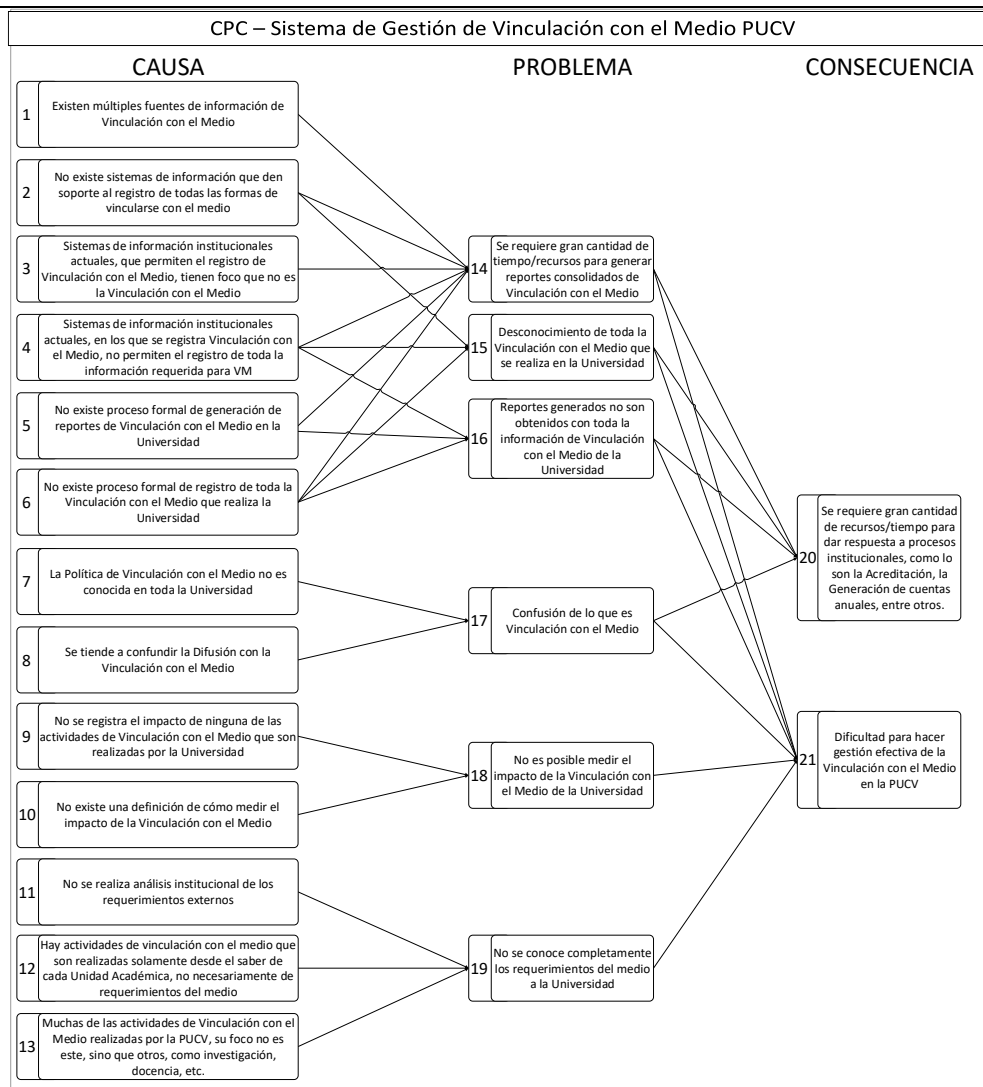 CPC – Sistema de Gestión de Vinculación con el Medio PUCV
CAUSA
PROBLEMA
CONSECUENCIA
1
Existen múltiples fuentes de información de
Vinculación con el Medio
2
No existe sistemas de información que den
soporte al registro de todas las formas de
vincularse con el medio
3
Sistemas de información institucionales
actuales, que permiten el registro de
Vinculación con el Medio, tienen foco que no es
la Vinculación con el Medio
4
Sistemas de información institucionales
actuales, en los que se registra Vinculación con
el Medio, no permiten el registro de toda la
información requerida para VM
5
No existe proceso formal de generación de
reportes de Vinculación con el Medio en la
Universidad
6
No existe proceso formal de registro de toda la
Vinculación con el Medio que realiza la
Universidad
7
La Política de Vinculación con el Medio no es
conocida en toda la Universidad
8
Se tiende a confundir la Difusión con la
Vinculación con el Medio
9
No se registra el impacto de ninguna de las
actividades de Vinculación con el Medio que son
realizadas por la Universidad
10
No existe una definición de cómo medir el
impacto de la Vinculación con el Medio
11
No se realiza análisis institucional de los
requerimientos externos
12
Hay actividades de vinculación con el medio que
son realizadas solamente desde el saber de
cada Unidad Académica, no necesariamente de
requerimientos del medio
13
Muchas de las actividades de Vinculación con el
Medio realizadas por la PUCV, su foco no es
este, sino que otros, como investigación,
docencia, etc.
14
Se requiere gran cantidad de
tiempo/recursos para generar
reportes consolidados de
Vinculación con el Medio
15
Desconocimiento de toda la
Vinculación con el Medio que
se realiza en la Universidad
16
Reportes generados no son
obtenidos con toda la
información de Vinculación
con el Medio de la
Universidad
17
Confusión de lo que es
Vinculación con el Medio
18
No es posible medir el
impacto de la Vinculación con
el Medio de la Universidad
19
No se conoce completamente
los requerimientos del medio
a la Universidad
20
Se requiere gran cantidad
de recursos/tiempo para
dar respuesta a procesos
institucionales, como lo
son la Acreditación, la
Generación de cuentas
anuales, entre otros.
21
Dificultad para hacer
gestión efectiva de la
Vinculación con el Medio
en la PUCV